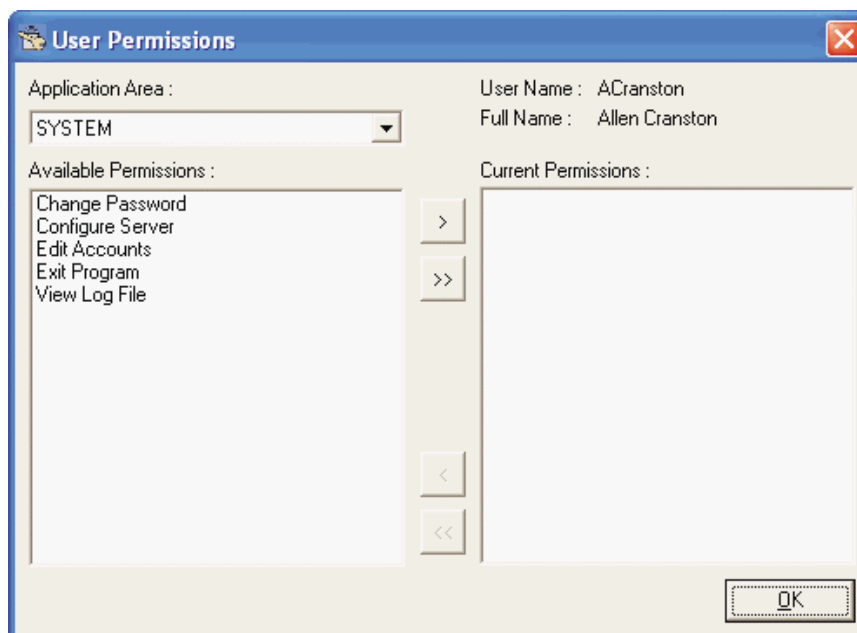 User Permissions
Application Area :
SYSTEM
User Name : ACranston
Full Name : Allen Cranston
Available Permissions :
Change Password
Configure Server
Edit Accounts
Exit Program
View Log File
>
>>
<
<<
Current Permissions :
OK